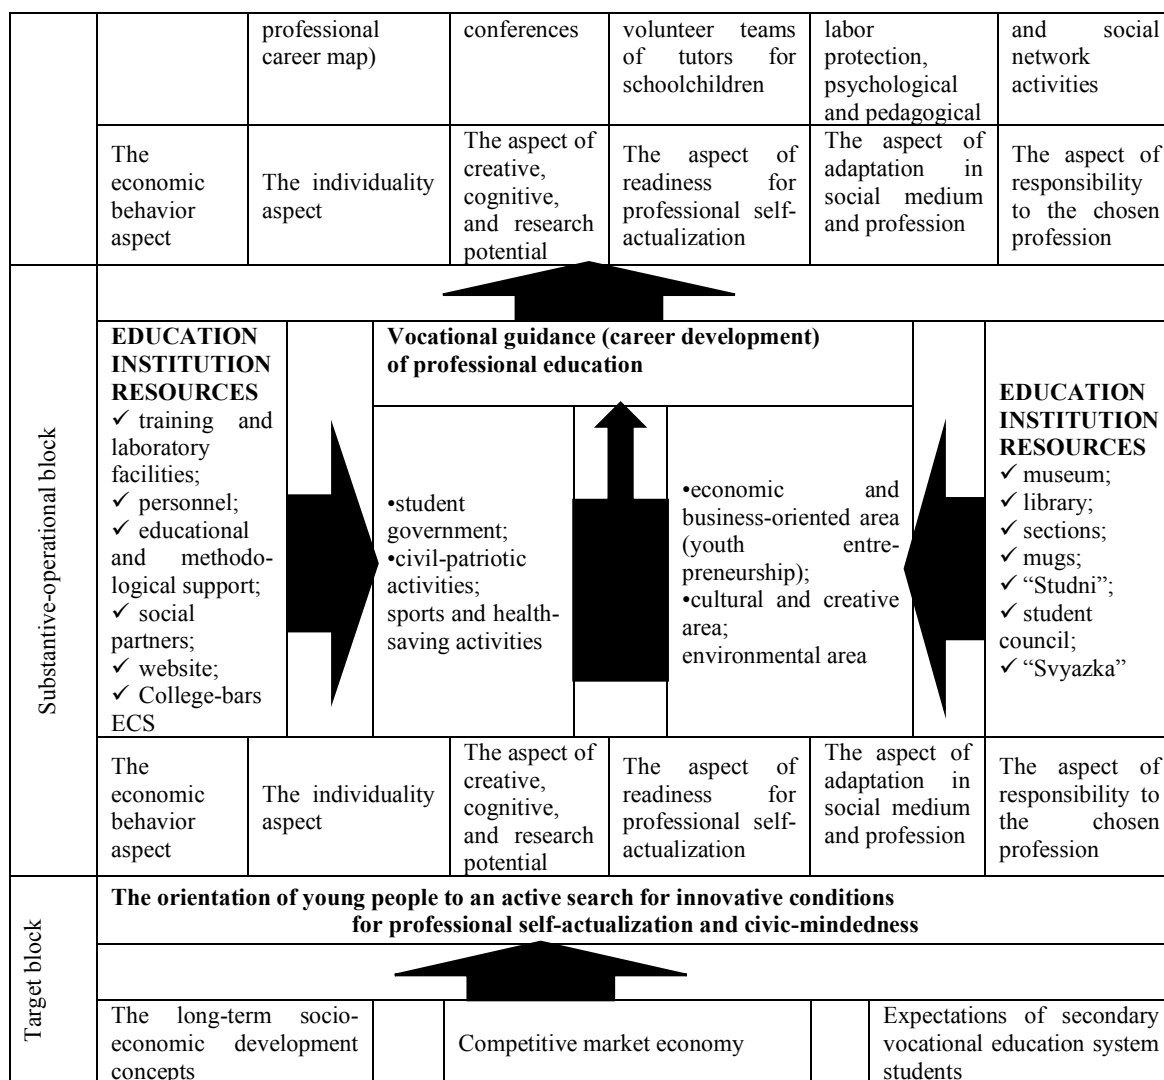 professional
career map)
conferences
volunteer teams
of tutors for
schoolchildren
labor
protection,
psychological
and pedagogical
and social
network
activities
The
economic
behavior
aspect
The individuality
aspect
The aspect of
creative,
cognitive,
and research
potential
The aspect of
readiness for
professional self-
actualization
The aspect of
adaptation in
social medium
and profession
The aspect of
responsibility
to the chosen
profession
Substantive-operational block
EDUCATION
INSTITUTION
RESOURCES
✓ training and
laboratory
facilities;
✓ personnel;
✓ educational
and methodo-
logical support;
✓ social
partners;
✓ website;
✓ College-bars
ECS
Vocational guidance (career development)
of professional education
•student
government;
•civil-patriotic
activities;
sports and health-
saving activities
•economic and
business-oriented area
(youth entre-
preneurship);
•cultural and creative
area;
environmental area
EDUCATION
INSTITUTION
RESOURCES
✓ museum;
✓ library;
✓ sections;
✓ mugs;
✓ “Studni”;
✓ student
council;
✓ “Svyazka”
The
economic
behavior
aspect
The individuality
aspect
The aspect of
creative,
cognitive,
and research
potential
The aspect of
readiness for
professional self-
actualization
The aspect of
adaptation in
social medium
and profession
The aspect of
responsibility to
the chosen
profession
Target block
The orientation of young people to an active search for innovative conditions
for professional self-actualization and civic-mindedness
The long-term socio-
economic development
concepts
Competitive market economy
Expectations of secondary
vocational education system
students